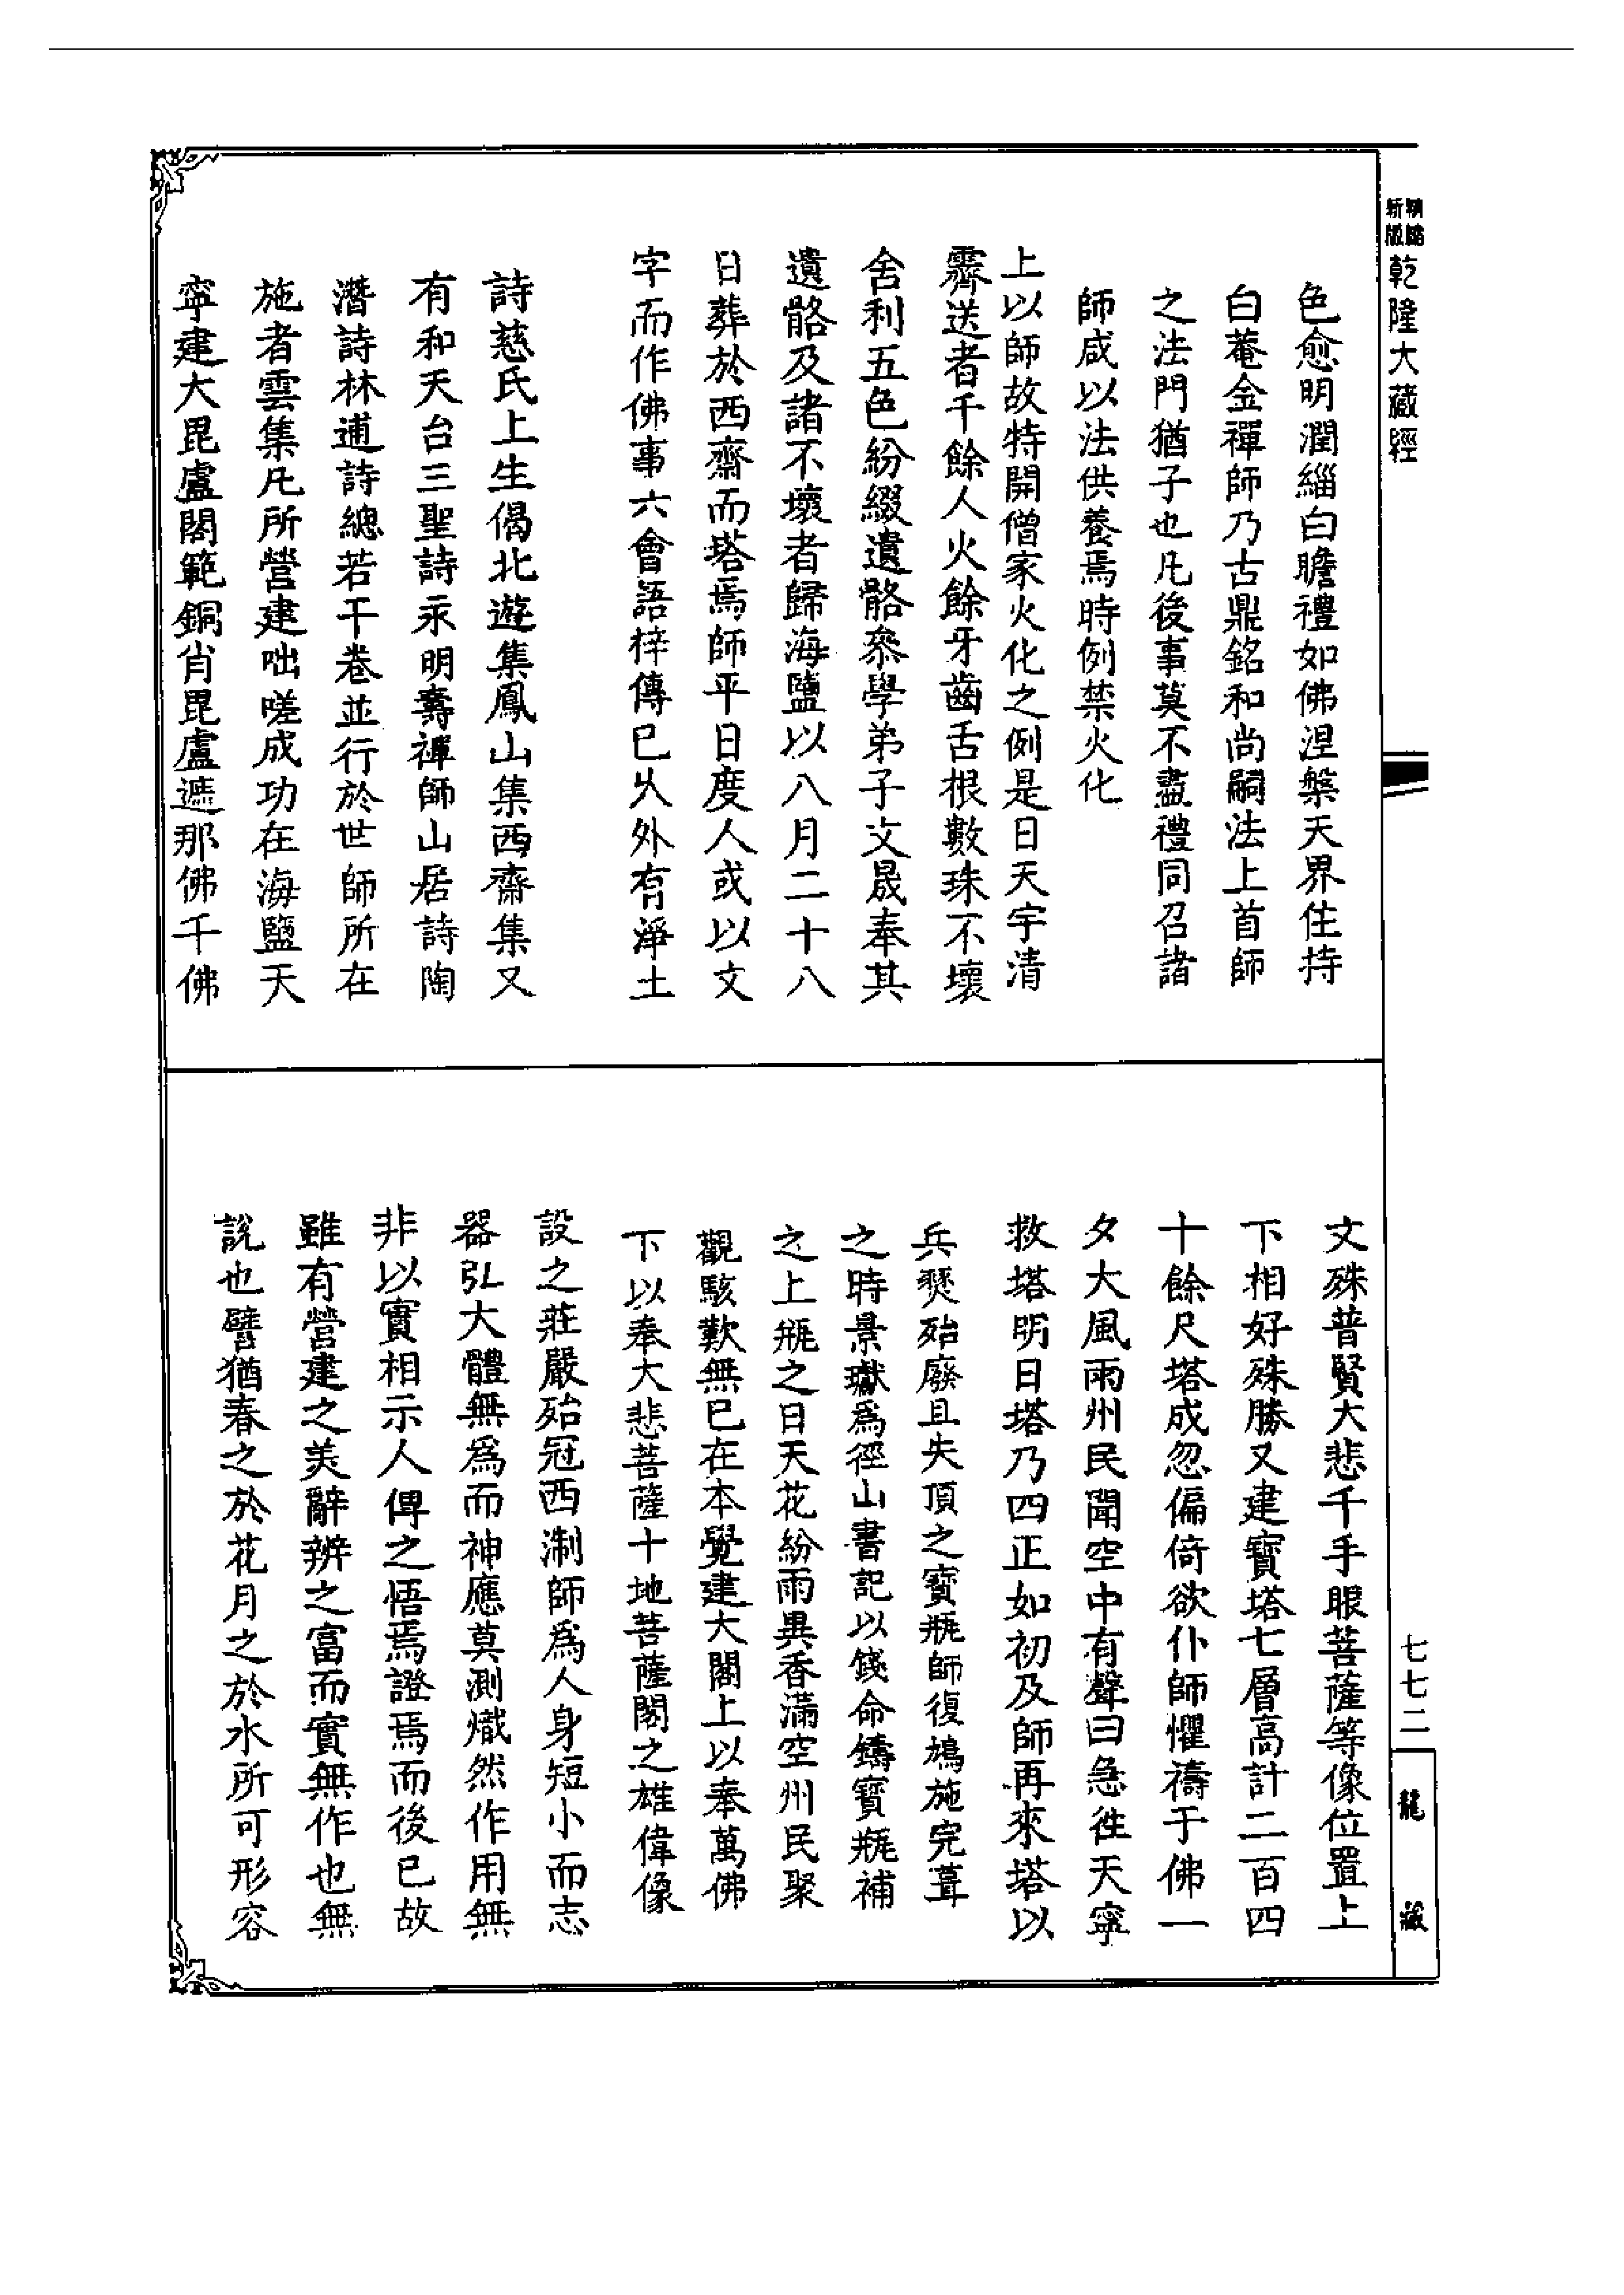 新版
精縮
乾隆大藏經
色愈明潤緇白瞻禮如佛涅槃天界住持
白菴金禪師乃古鼎銘和尚嗣法上首師
之法門猶子也凡後事莫不盡禮同召諸
師咸以法供養焉時例禁火化
上以師故特開僧家火化之例是日天宇清
霽送者千餘人火餘牙齒舌根數珠不壞
舍利五色紛綴遺骼叅學弟子文晟奉其
遺骼及諸不壞者歸海鹽以八月二十八
日葬於西齋而塔焉師平日度人或以文
字而作佛事六會語梓傳已乆外有淨土
詩慈氏上生偈北遊集鳳山集西齋集又
有和天台三聖詩永明壽禪師山居詩陶
潛詩林逋詩總若干卷並行於世師所在
施者雲集凡所營建咄嗟成功在海鹽天
寧建大毘盧閣範銅肖毘盧遮那佛千佛
文殊普賢大悲千手眼菩薩等像位置上
下相好殊勝又建寶塔七層高計二百四
十餘尺塔成忽偏倚欲仆師懼禱于佛一
夕大風雨州民聞空中有聲曰急徃天寧
救塔明日塔乃四正如初及師再來塔以
兵燹殆廢且失頂之寶瓶師復鳩施完葺
之時景瓛爲徑山書記以餞命鑄寶瓶補
之上瓶之日天花紛雨異香滿空州民聚
觀駭歎無已在本覺建大閣上以奉萬佛
下以奉大悲菩薩十地菩薩閣之雄偉像
設之莊嚴殆冠西淛師爲人身短小而志
器弘大體無爲而神應莫測熾然作用無
非以實相示人俾之悟焉證焉而後已故
雖有營建之美辭辨之富而實無作也無
說也譬猶春之於花月之於水所可形容
七七二
龍藏